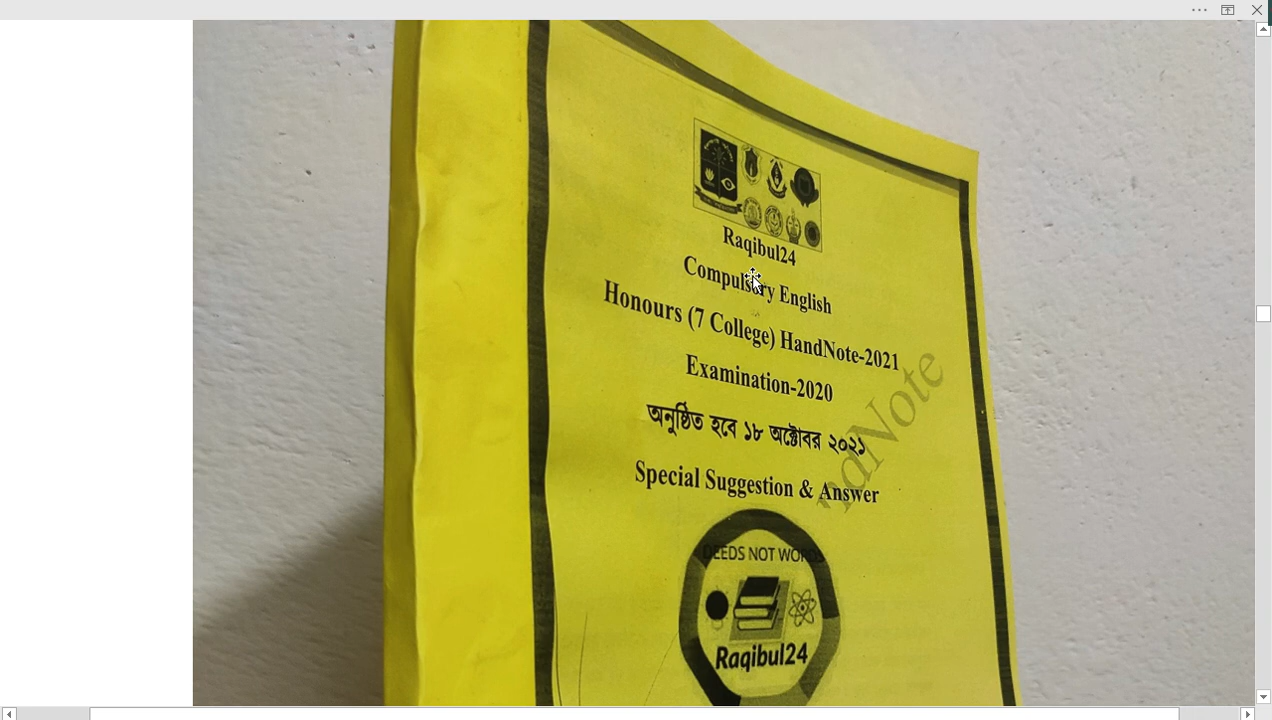 Raqibul24
Compulsory English
Honours (7 College) HandNote-2021
Examination-2020
অনুষ্ঠিত হবে ১৮ অক্টোবর ২০২১
Special Suggestion & Answer
ndNote
DEEDS NOT WORDS
Raqibul24